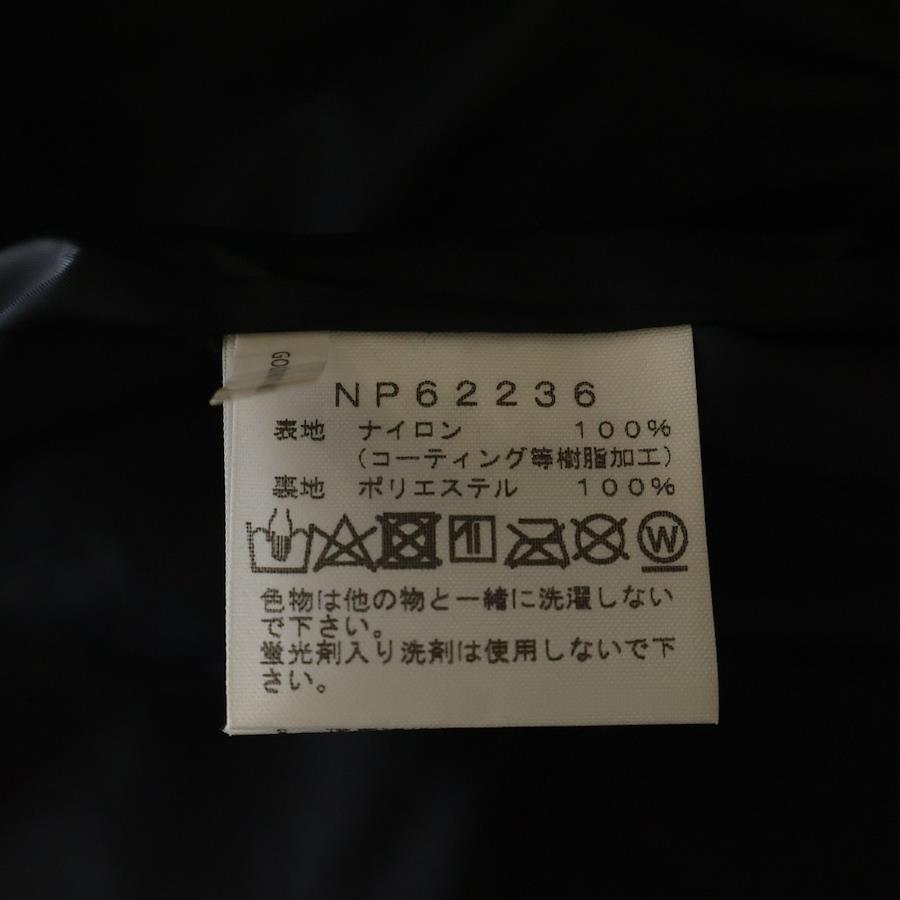 NP62236
表地 ナイロン 100%
(コーティング等樹脂加工)
裏地 ポリエステル 100%
W
色物は他の物と一緒に洗濯しない
で下さい。
蛍光剤入り洗剤は使用しないで下
さい。